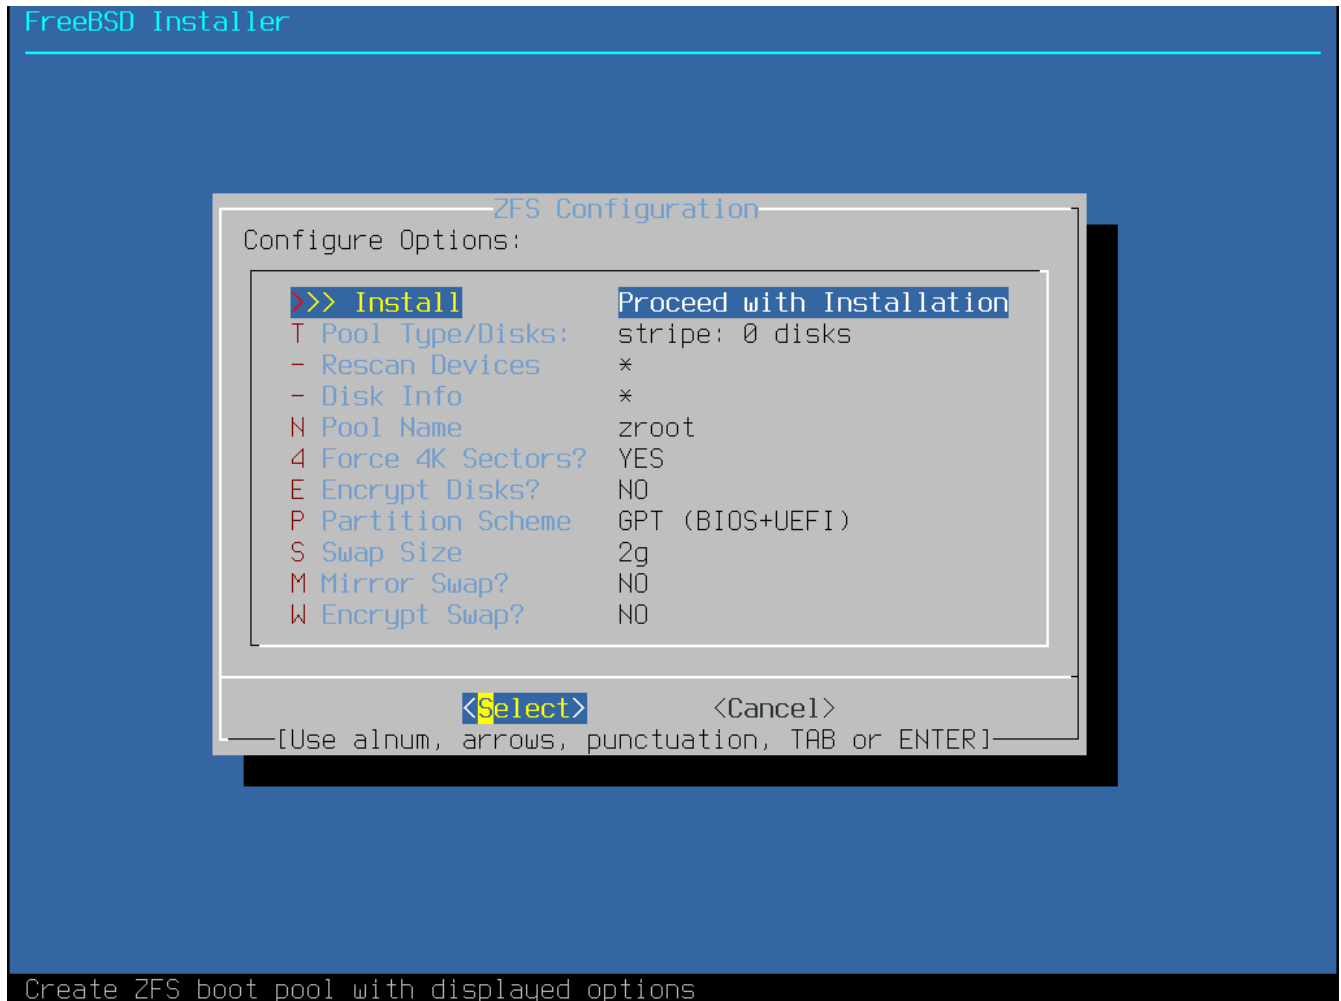 FreeBSD Installer
ZFS Configuration
Configure Options:
>>> Install Proceed with Installation
T Pool Type/Disks: stripe: 0 disks
- Rescan Devices *
- Disk Info *
N Pool Name zroot
4 Force 4K Sectors? YES
E Encrypt Disks? NO
P Partition Scheme GPT (BIOS+UEFI)
S Swap Size 2g
M Mirror Swap? NO
W Encrypt Swap? NO
<Select> <Cancel>
[Use alnum, arrows, punctuation, TAB or ENTER]
Create ZFS boot pool with displayed options